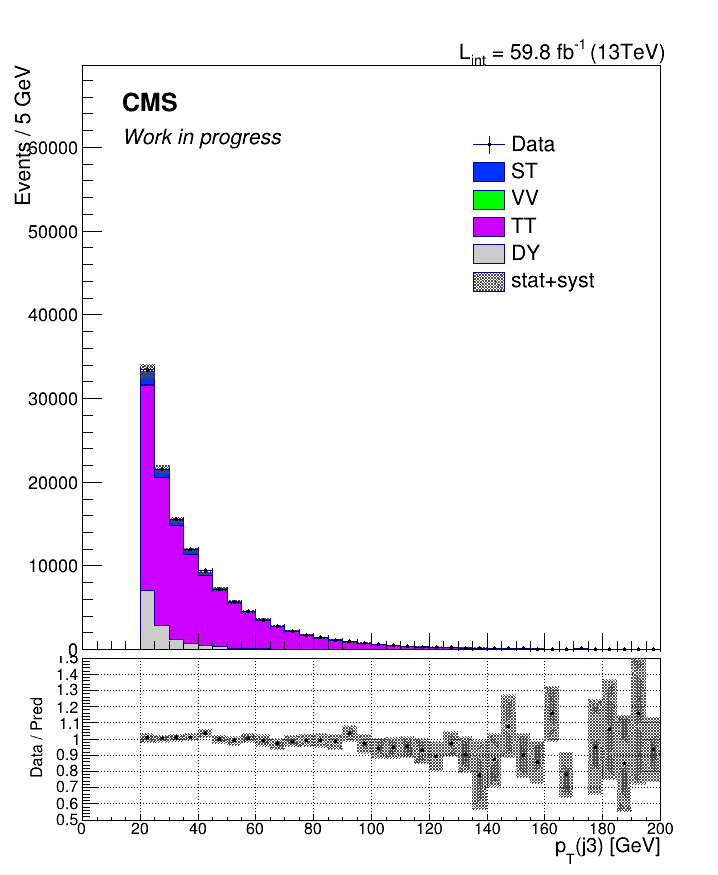 L_int = 59.8 fb^-1 (13TeV)
CMS
Work in progress
Events / 5 GeV
60000
50000
40000
30000
20000
10000
0
Data
ST
VV
TT
DY
stat+syst
Data / Pred
1.5
1.4
1.3
1.2
1.1
1
0.9
0.8
0.7
0.6
0.5
0 20 40 60 80 100 120 140 160 180 200
p_T(j3) [GeV]